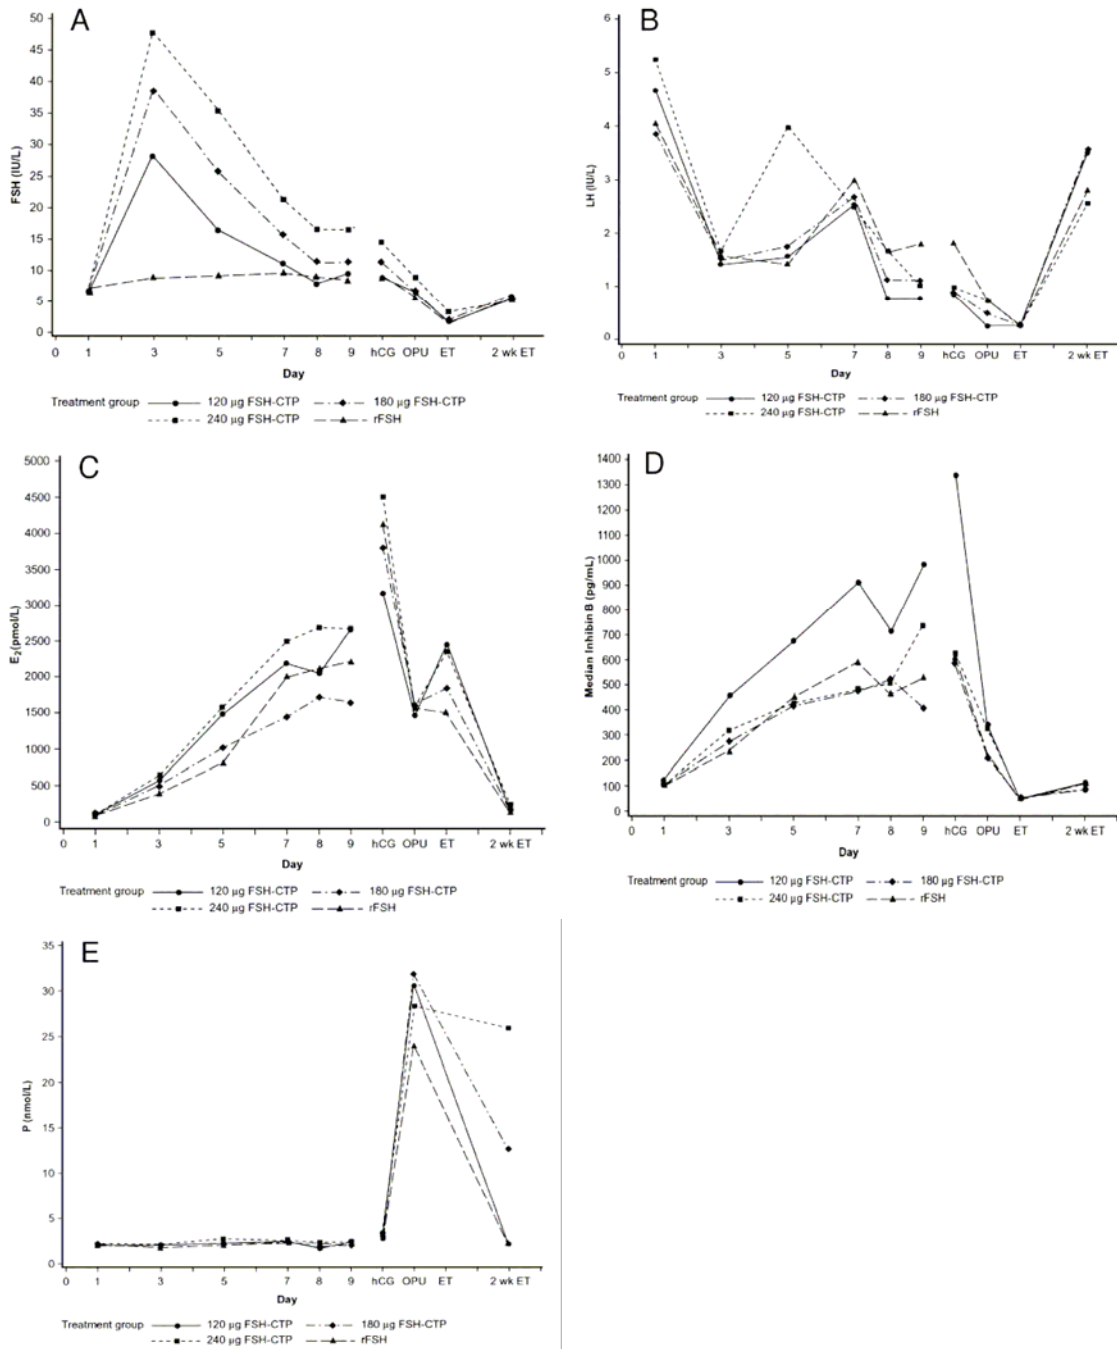 A
FSH (IU/L)
50
45
40
35
30
25
20
15
10
5
0
0 1 3 5 7 8 9 hCG OPU ET 2 wk ET
Day
Treatment group 120 µg FSH-CTP 180 µg FSH-CTP
240 µg FSH-CTP rFSH
B
LH (IU/L)
6
5
4
3
2
1
0
0 1 3 5 7 8 9 hCG OPU ET 2 wk ET
Day
Treatment group 120 µg FSH-CTP 180 µg FSH-CTP
240 µg FSH-CTP rFSH
C
E2(pmol/L)
5000
4500
4000
3500
3000
2500
2000
1500
1000
500
0
0 1 3 5 7 8 9 hCG OPU ET 2 wk ET
Day
Treatment group 120 µg FSH-CTP 180 µg FSH-CTP
240 µg FSH-CTP rFSH
D
Median Inhibin B (pg/mL)
1400
1300
1200
1100
1000
900
800
700
600
500
400
300
200
100
0
0 1 3 5 7 8 9 hCG OPU ET 2 wk ET
Day
Treatment group 120 µg FSH-CTP 180 µg FSH-CTP
240 µg FSH-CTP rFSH
E
P (nmol/L)
35
30
25
20
15
10
5
0
0 1 3 5 7 8 9 hCG OPU ET 2 wk ET
Day
Treatment group 120 µg FSH-CTP 180 µg FSH-CTP
240 µg FSH-CTP rFSH